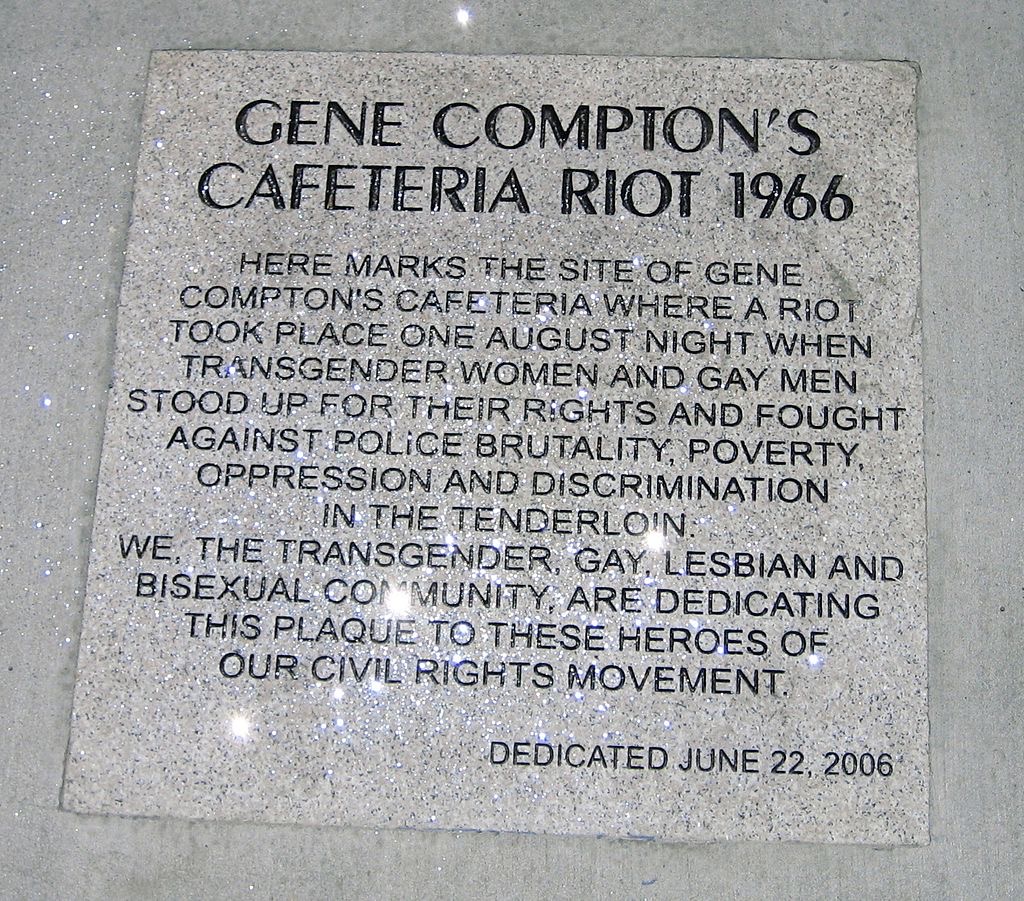 GENE COMPTON'S
CAFETERIA RIOT 1966
HERE MARKS THE SITE OF GENE
COMPTON'S CAFETERIA WHERE A RIOT
TOOK PLACE ONE AUGUST NIGHT WHEN
TRANSGENDER WOMEN AND GAY MEN
STOOD UP FOR THEIR RIGHTS AND FOUGHT
AGAINST POLICE BRUTALITY, POVERTY,
OPPRESSION AND DISCRIMINATION
IN THE TENDERLOIN.
WE, THE TRANSGENDER, GAY, LESBIAN AND
BISEXUAL COMMUNITY, ARE DEDICATING
THIS PLAQUE TO THESE HEROES OF
OUR CIVIL RIGHTS MOVEMENT.
DEDICATED JUNE 22, 2006